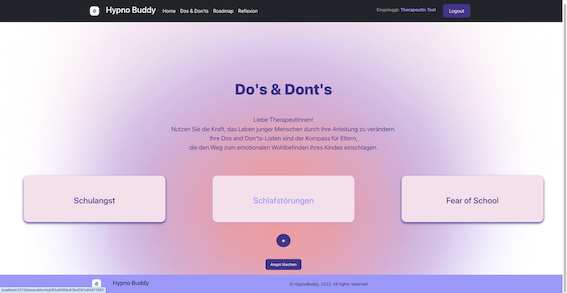 Hypno Buddy
Home Dos & Don'ts Roadmap Reflexion
Eingeloggt: Therapeutin Test
Logout
Do's & Dont's
Liebe TherapeutInnen!
Nutzen Sie die Kraft, das Leben junger Menschen durch Ihre Anleitung zu verändern.
Ihre Dos and Don'ts-Listen sind der Kompass für Eltern,
die den Weg zum emotionalen Wohlbefinden ihres Kindes einschlagen.
Schulangst
Schlafstörungen
Fear of School
+
Angst löschen
Hypno Buddy
© HypnoBuddy, 2023. All rights reserved.